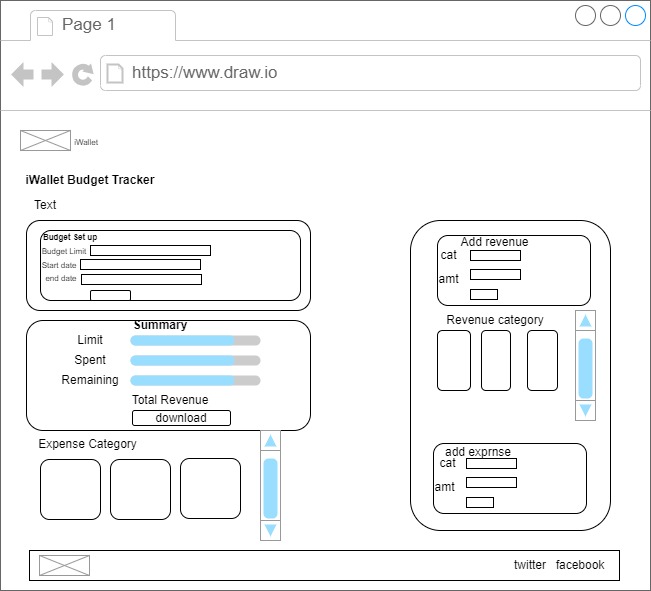 Page 1
https://www.draw.io
iWallet
iWallet Budget Tracker
Text
Budget Set up
Budget Limit
Start date
end date
Summary
Limit
Spent
Remaining
Total Revenue
download
Expense Category
Add revenue
cat
amt
Revenue category
add exprnse
cat
amt
twitter facebook